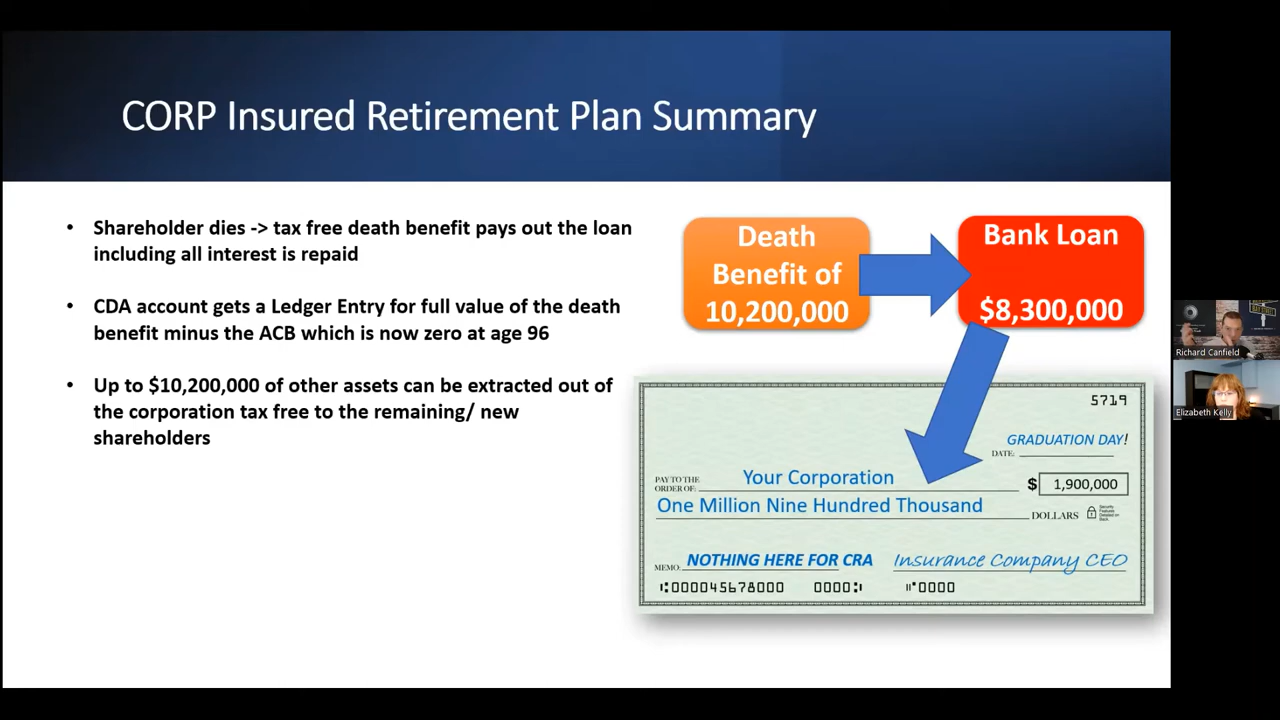 CORP Insured Retirement Plan Summary
• Shareholder dies -> tax free death benefit pays out the loan
including all interest is repaid
• CDA account gets a Ledger Entry for full value of the death
benefit minus the ACB which is now zero at age 96
• Up to $10,200,000 of other assets can be extracted out of
the corporation tax free to the remaining/ new
shareholders
Death
Benefit of
10,200,000
Bank Loan
$8,300,000
5719
GRADUATION DAY!
DATE:
PAY TO THE
ORDER OF:
Your Corporation
$ 1,900,000
One Million Nine Hundred Thousand
DOLLARS
MEMO:
NOTHING HERE FOR CRA
Insurance Company CEO
⑆000045678000 0000⑆ ⑈0000
Richard Canfield
Elizabeth Kelly